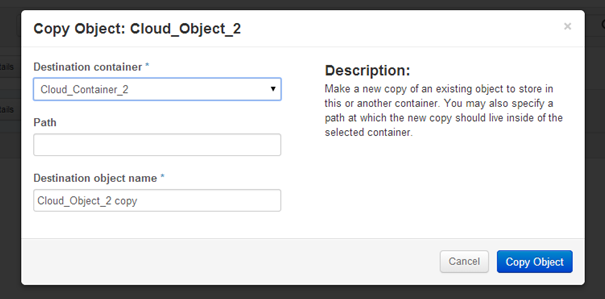 Copy Object: Cloud_Object_2
×
Destination container *
Cloud_Container_2
Path
Destination object name *
Cloud_Object_2 copy
Description:
Make a new copy of an existing object to store in
this or another container. You may also specify a
path at which the new copy should live inside of the
selected container.
Cancel
Copy Object